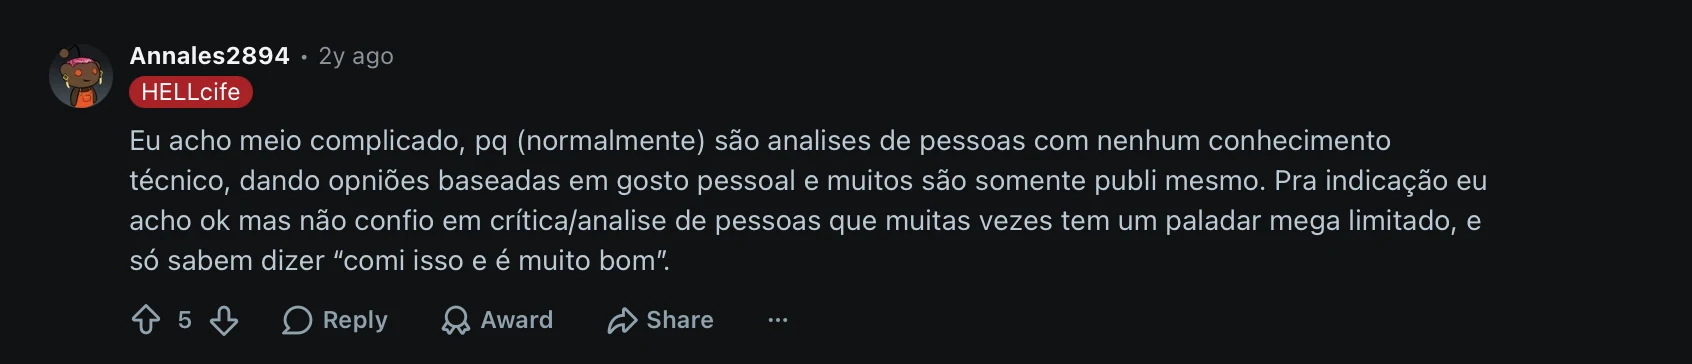 Annales2894 • 2y ago
HELLcife
Eu acho meio complicado, pq (normalmente) são analises de pessoas com nenhum conhecimento
técnico, dando opniões baseadas em gosto pessoal e muitos são somente publi mesmo. Pra indicação eu
acho ok mas não confio em crítica/analise de pessoas que muitas vezes tem um paladar mega limitado, e
só sabem dizer “comi isso e é muito bom”.
5 Reply Award Share ...